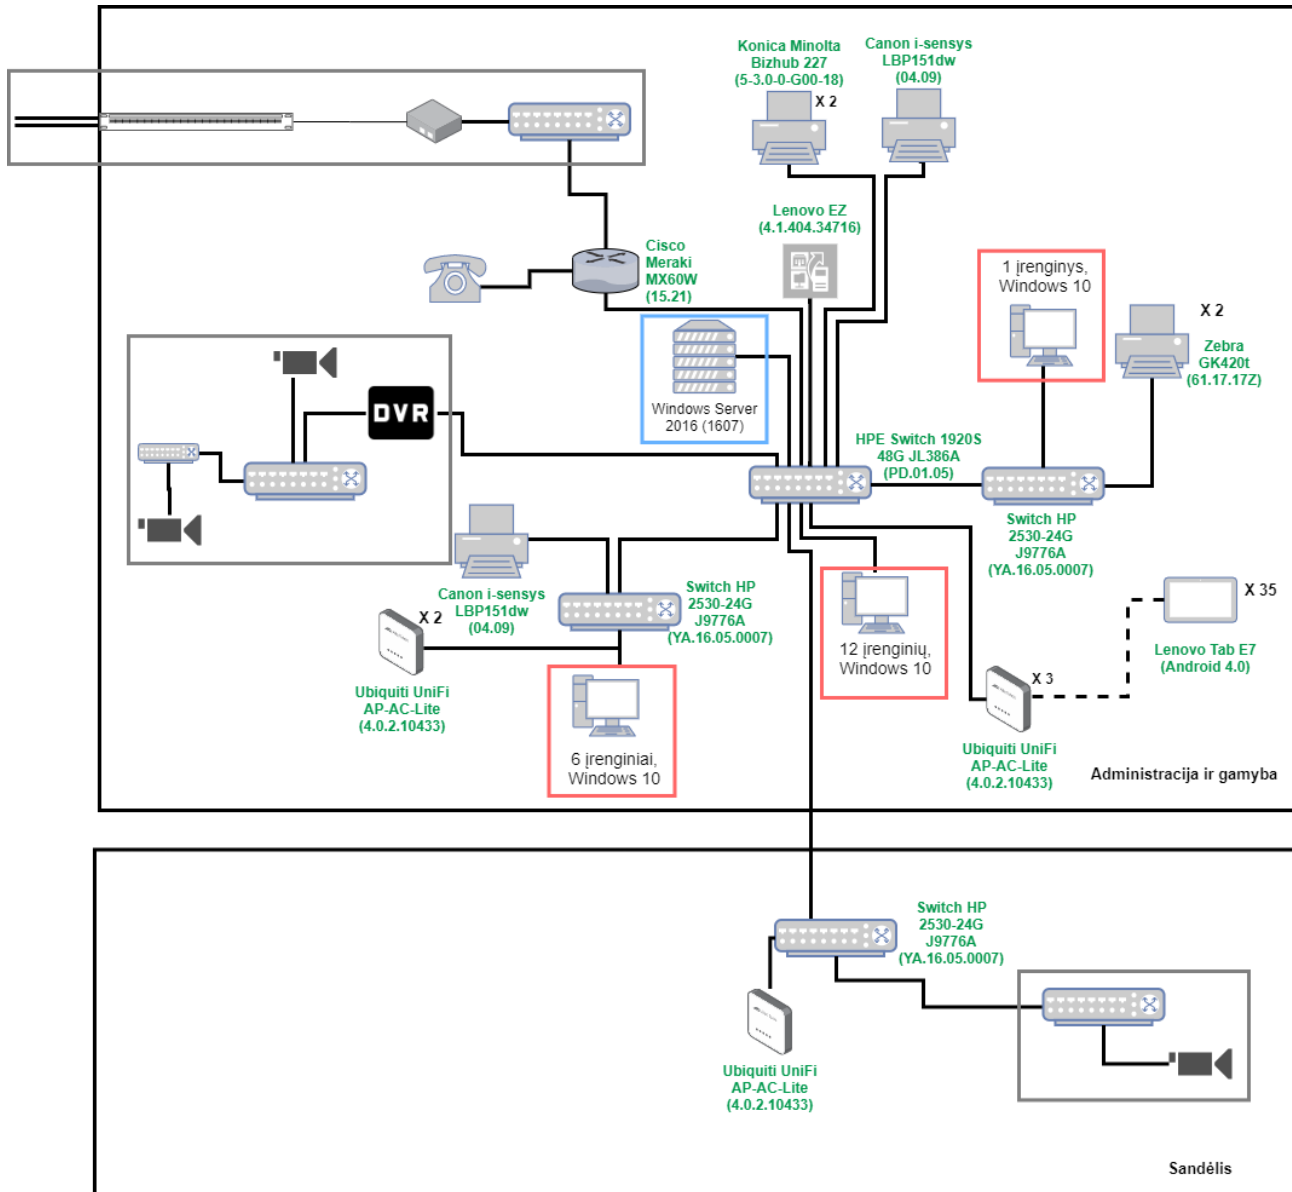 Konica Minolta
Bizhub 227
(5-3.0-0-G00-18)
X 2
Canon i-sensys
LBP151dw
(04.09)
Lenovo EZ
(4.1.404.34716)
Cisco
Meraki
MX60W
(15.21)
1 įrenginys,
Windows 10
X 2
Zebra
GK420t
(61.17.17Z)
Windows Server
2016 (1607)
DVR
HPE Switch 1920S
48G JL386A
(PD.01.05)
Switch HP
2530-24G
J9776A
(YA.16.05.0007)
Canon i-sensys
LBP151dw
(04.09)
Switch HP
2530-24G
J9776A
(YA.16.05.0007)
X 2
Ubiquiti UniFi
AP-AC-Lite
(4.0.2.10433)
6 įrenginiai,
Windows 10
12 įrenginių,
Windows 10
X 35
Lenovo Tab E7
(Android 4.0)
X 3
Ubiquiti UniFi
AP-AC-Lite
(4.0.2.10433)
Administracija ir gamyba
Switch HP
2530-24G
J9776A
(YA.16.05.0007)
Ubiquiti UniFi
AP-AC-Lite
(4.0.2.10433)
Sandėlis